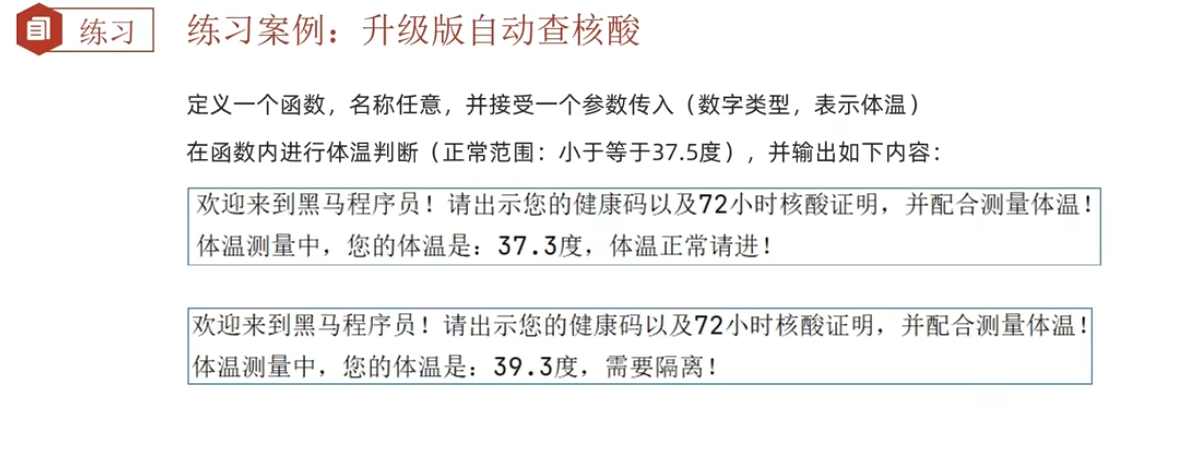 练习
练习案例：升级版自动查核酸
定义一个函数，名称任意，并接受一个参数传入（数字类型，表示体温）
在函数内进行体温判断（正常范围：小于等于37.5度），并输出如下内容：
欢迎来到黑马程序员！请出示您的健康码以及72小时核酸证明，并配合测量体温！
体温测量中，您的体温是：37.3度，体温正常请进！
欢迎来到黑马程序员！请出示您的健康码以及72小时核酸证明，并配合测量体温！
体温测量中，您的体温是：39.3度，需要隔离！